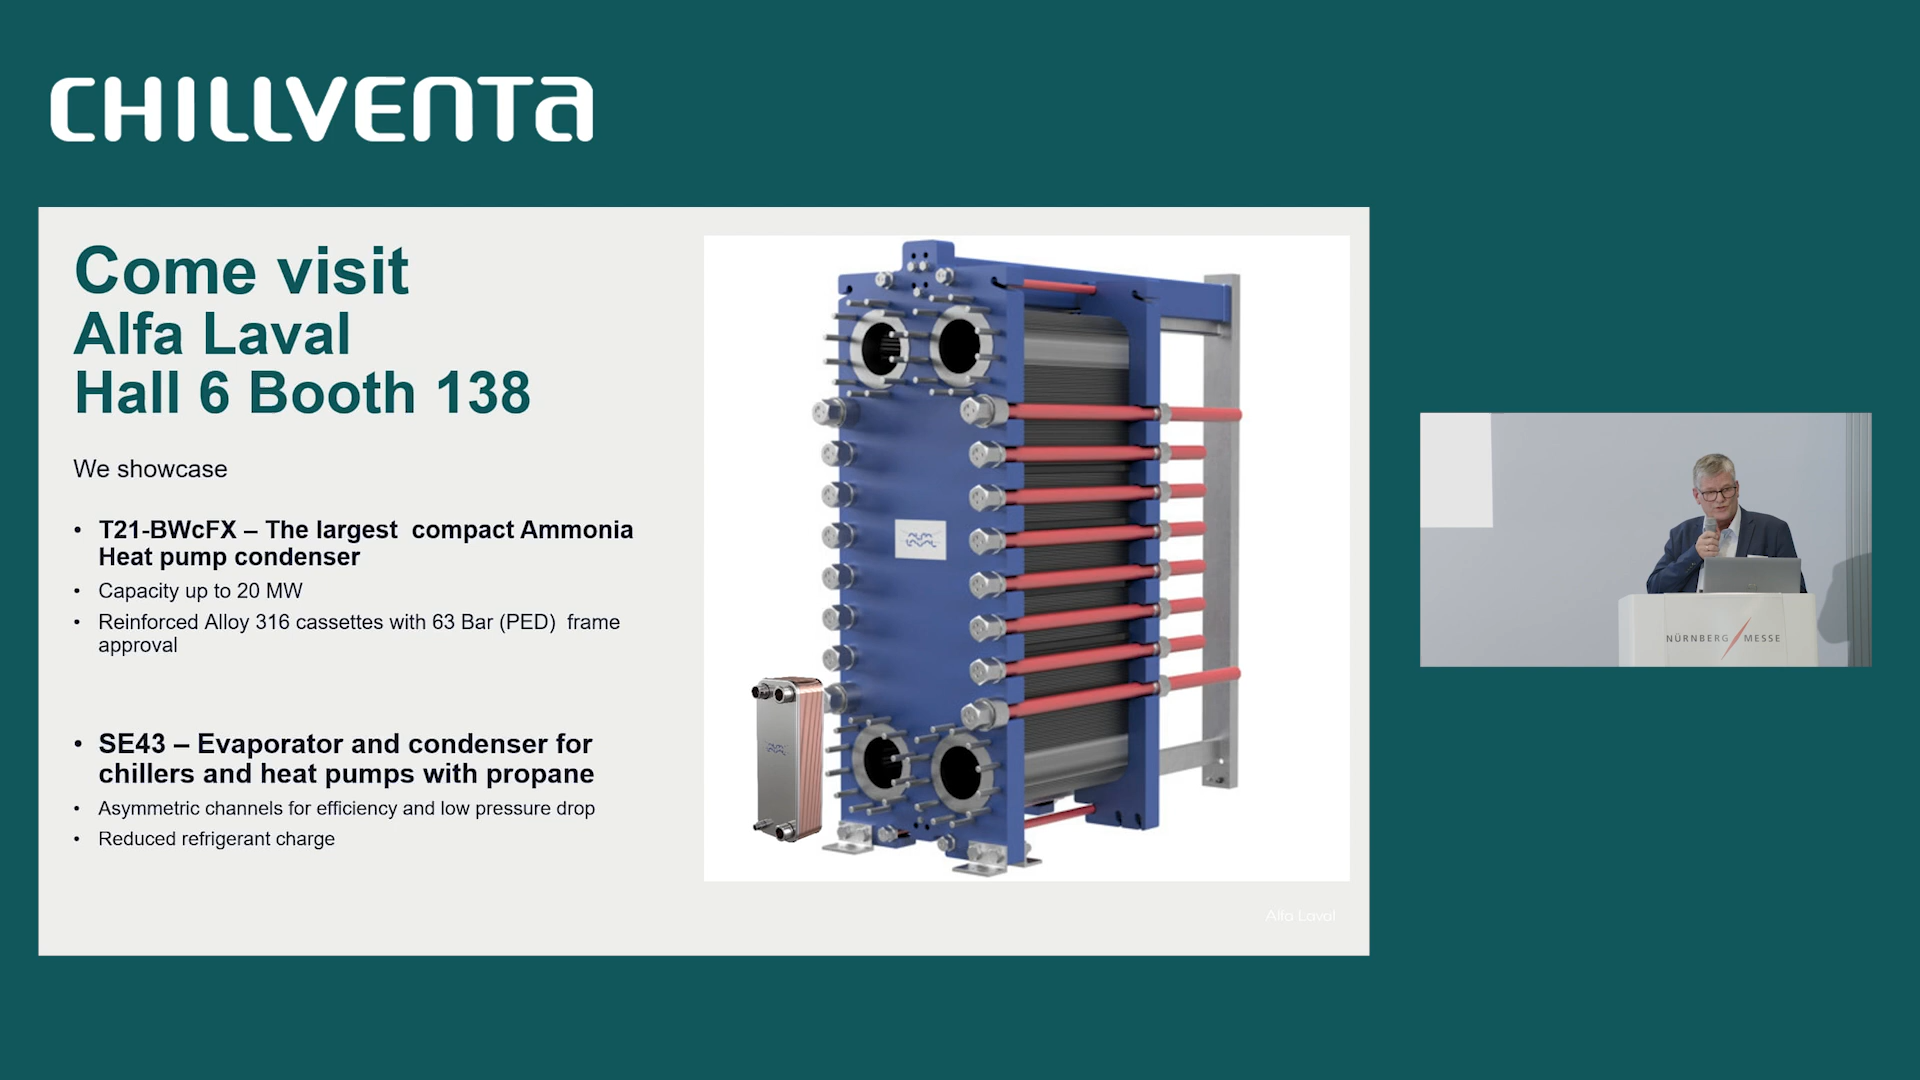 CHILLVENTA
Come visit
Alfa Laval
Hall 6 Booth 138
We showcase
• T21-BWcFX – The largest  compact Ammonia
Heat pump condenser
• Capacity up to 20 MW
• Reinforced Alloy 316 cassettes with 63 Bar (PED)  frame
approval
• SE43 – Evaporator and condenser for
chillers and heat pumps with propane
• Asymmetric channels for efficiency and low pressure drop
• Reduced refrigerant charge
ALFA
LAVAL
Alfa Laval
NÜRNBERG MESSE